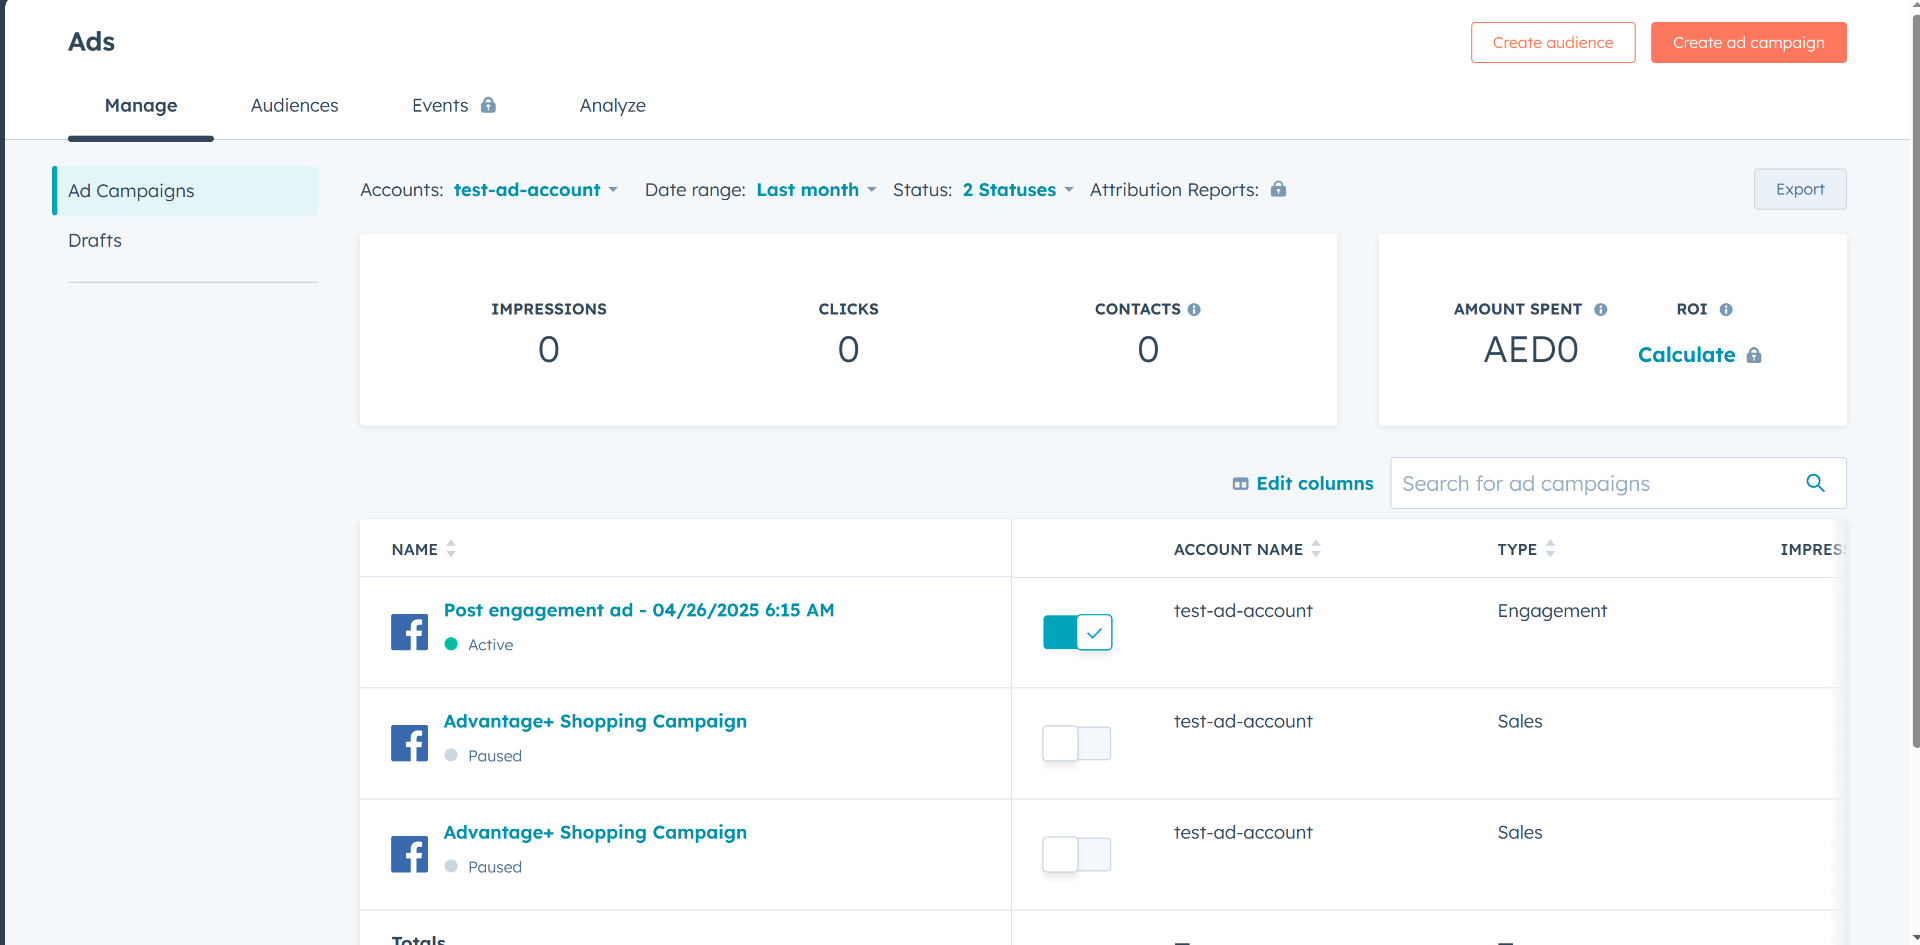 Ads
Create audience
Create ad campaign
Manage
Audiences
Events
Analyze
Ad Campaigns
Drafts
Accounts: test-ad-account Date range: Last month Status: 2 Statuses Attribution Reports:
Export
IMPRESSIONS
0
CLICKS
0
CONTACTS
0
AMOUNT SPENT
AED0
ROI
Calculate
Edit columns
Search for ad campaigns
NAME
ACCOUNT NAME
TYPE
Post engagement ad - 04/26/2025 6:15 AM
Active
test-ad-account
Engagement
Advantage+ Shopping Campaign
Paused
test-ad-account
Sales
Advantage+ Shopping Campaign
Paused
test-ad-account
Sales
Totals